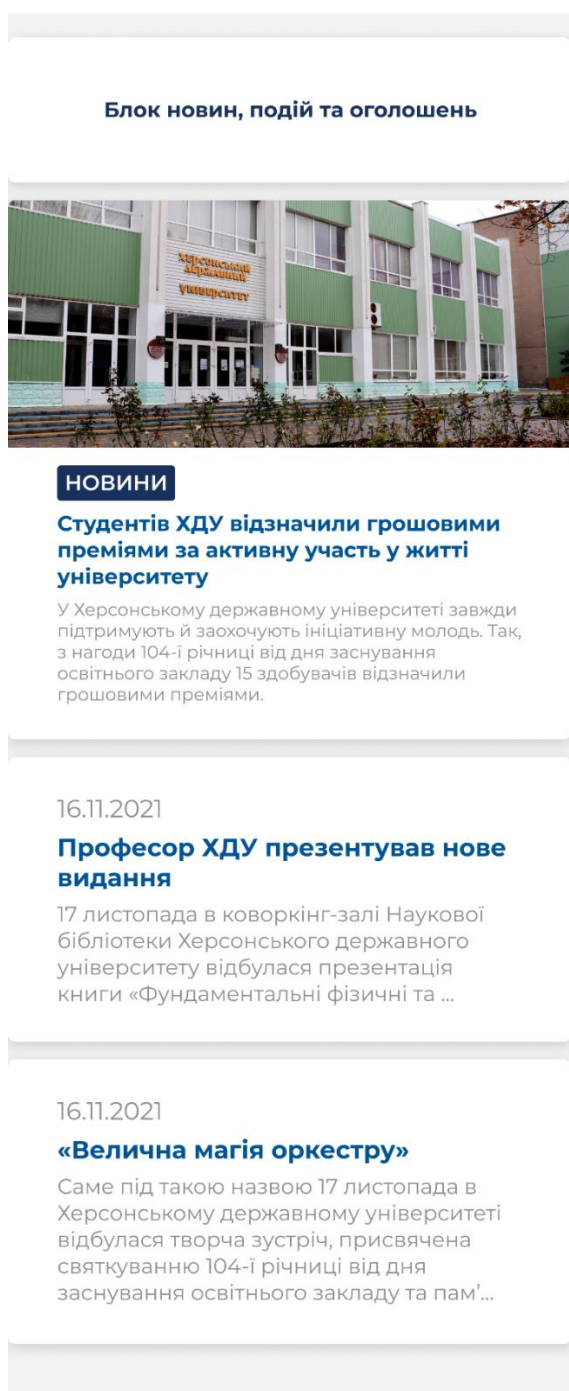 Блок новин, подій та оголошень
Херсонський
державний
університет
НОВИНИ
Студентів ХДУ відзначили грошовими
преміями за активну участь у житті
університету
У Херсонському державному університеті завжди
підтримують й заохочують ініціативну молодь. Так,
з нагоди 104-ї річниці від дня заснування
освітнього закладу 15 здобувачів відзначили
грошовими преміями.
16.11.2021
Професор ХДУ презентував нове
видання
17 листопада в коворкінг-залі Наукової
бібліотеки Херсонського державного
університету відбулася презентація
книги «Фундаментальні фізичні та ...
16.11.2021
«Велична магія оркестру»
Саме під такою назвою 17 листопада в
Херсонському державному університеті
відбулася творча зустріч, присвячена
святкуванню 104-ї річниці від дня
заснування освітнього закладу та пам’...